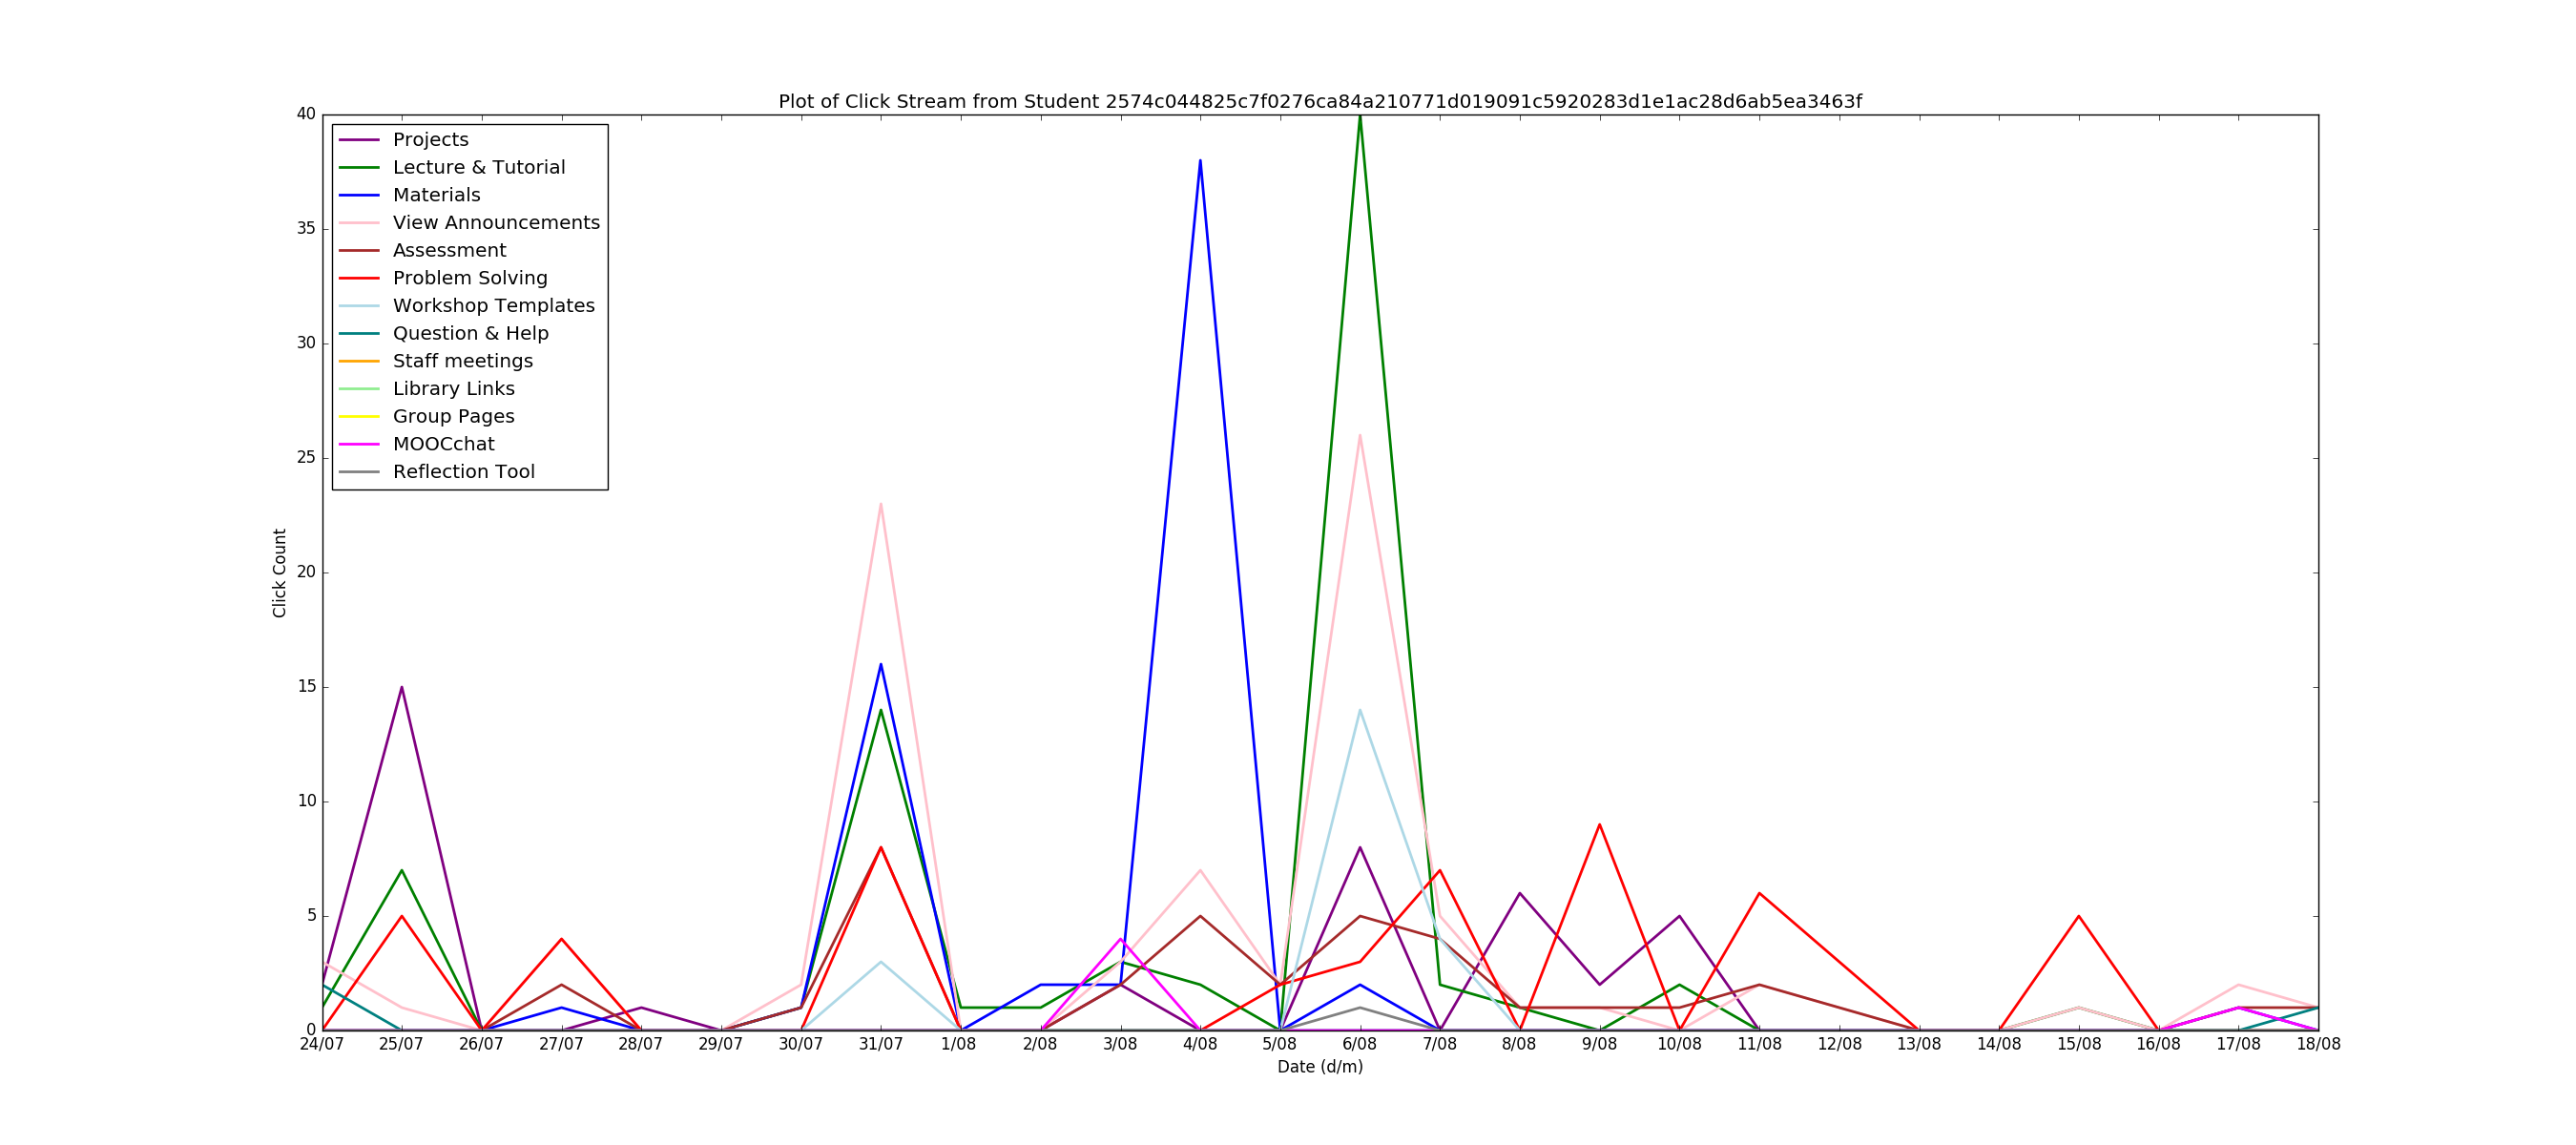 Plot of Click Stream from Student 2574c044825c7f0276ca84a210771d019091c5920283d1e1ac28d6ab5ea3463f
40
35
30
25
20
15
10
5
0
Click Count
Projects
Lecture & Tutorial
Materials
View Announcements
Assessment
Problem Solving
Workshop Templates
Question & Help
Staff meetings
Library Links
Group Pages
MOOCchat
Reflection Tool
24/07 25/07 26/07 27/07 28/07 29/07 30/07 31/07 1/08 2/08 3/08 4/08 5/08 6/08 7/08 8/08 9/08 10/08 11/08 12/08 13/08 14/08 15/08 16/08 17/08 18/08
Date (d/m)